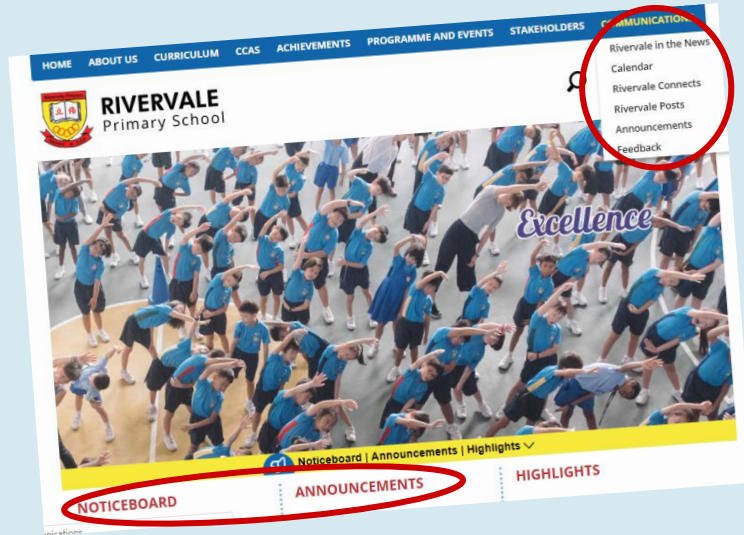 HOME ABOUT US CURRICULUM CCAS ACHIEVEMENTS PROGRAMME AND EVENTS STAKEHOLDERS COMMUNICATIONS
Rivervale in the News
Calendar
Rivervale Connects
Rivervale Posts
Announcements
Feedback
RIVERVALE
Primary School
Excellence
Noticeboard | Announcements | Highlights
NOTICEBOARD ANNOUNCEMENTS HIGHLIGHTS